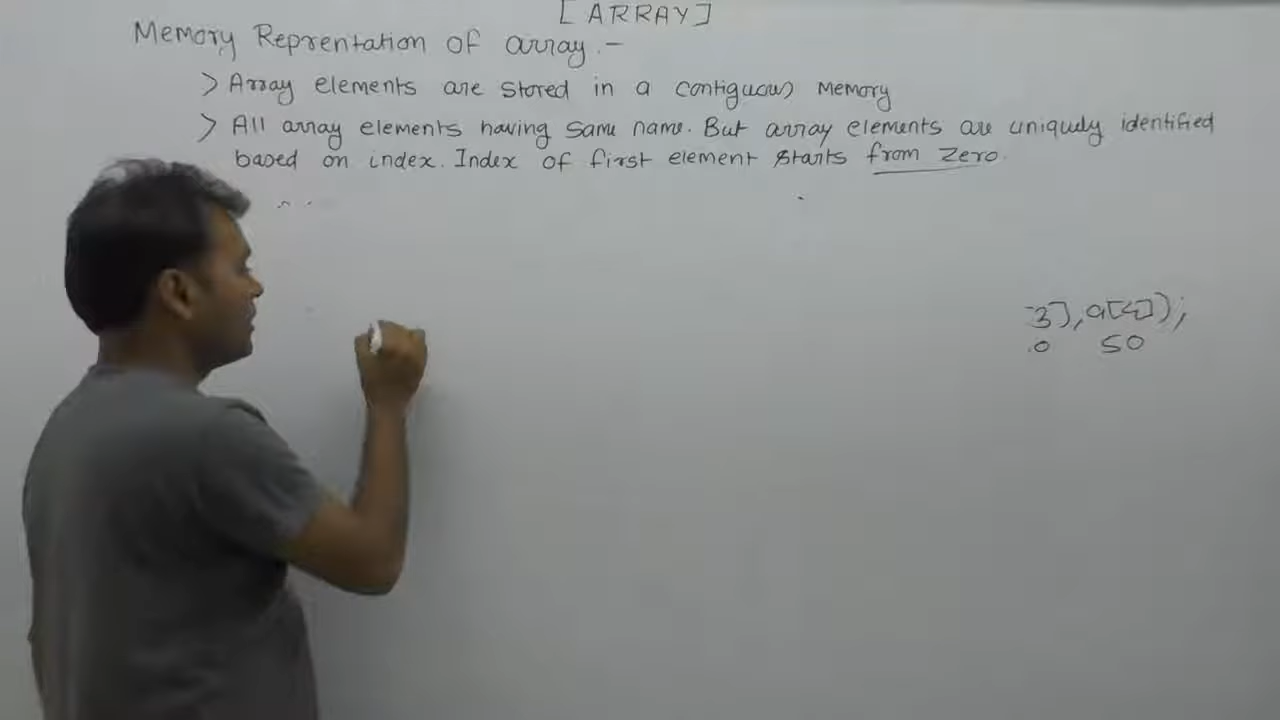 [ARRAY]
Memory Reprentation of array :-
> Array elements are stored in a contiguous Memory
> All array elements having same name. But array elements are uniquely identified
based on index. Index of first element starts from zero.
3], a[4]);
0 50